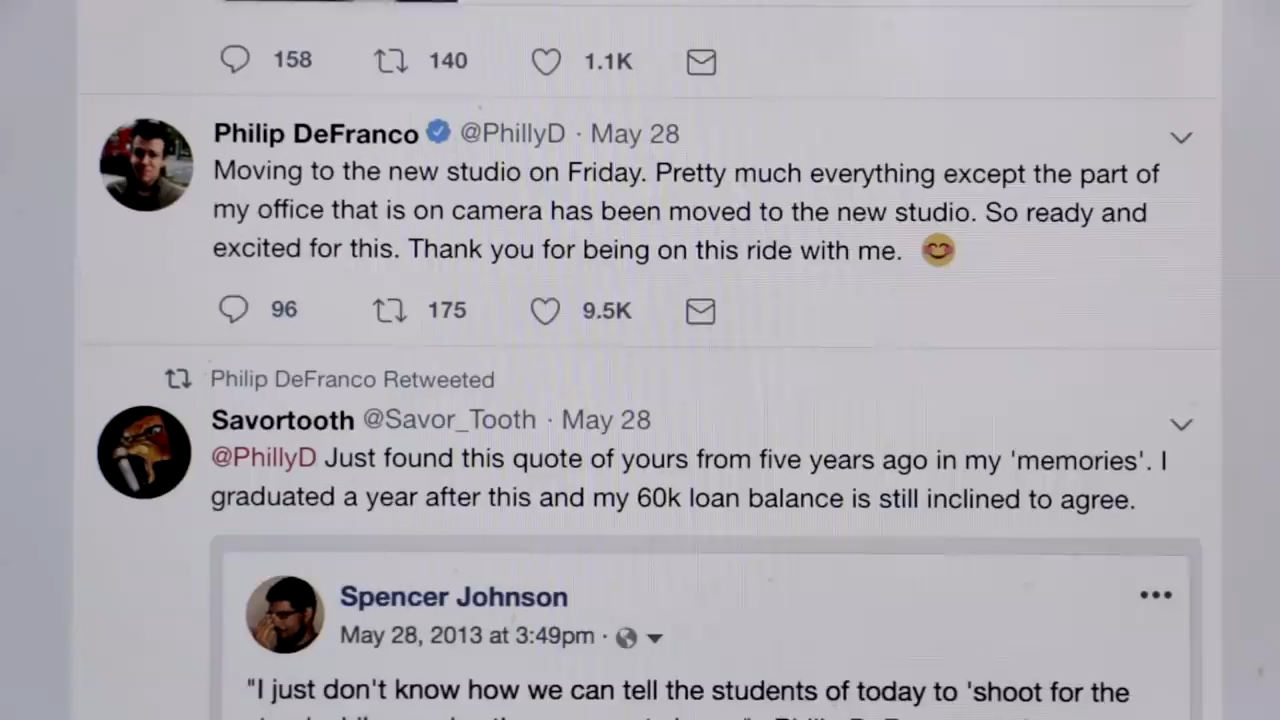 158 140 1.1K
Philip DeFranco @PhillyD · May 28
Moving to the new studio on Friday. Pretty much everything except the part of
my office that is on camera has been moved to the new studio. So ready and
excited for this. Thank you for being on this ride with me. 😊
96 175 9.5K
Philip DeFranco Retweeted
Savortooth @Savor_Tooth · May 28
@PhillyD Just found this quote of yours from five years ago in my 'memories'. I
graduated a year after this and my 60k loan balance is still inclined to agree.
Spencer Johnson
May 28, 2013 at 3:49pm ·
"I just don't know how we can tell the students of today to 'shoot for the